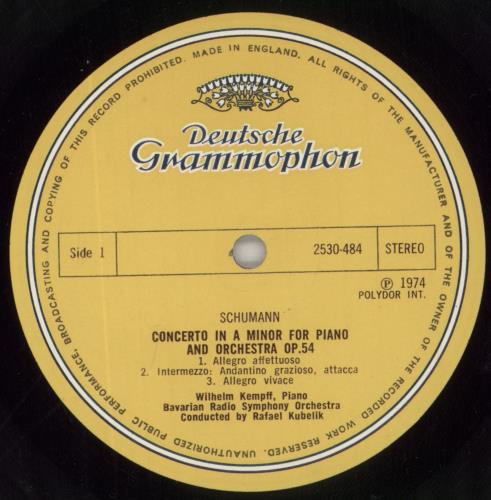 MADE IN ENGLAND. ALL RIGHTS OF THE MANUFACTURER AND OF THE OWNER OF THE RECORDED WORK RESERVED. UNAUTHORIZED PUBLIC PERFORMANCE, BROADCASTING AND COPYING OF THIS RECORD PROHIBITED.
Deutsche
Grammophon
Side 1 2530-484 STEREO
Ⓟ 1974
POLYDOR INT.
SCHUMANN
CONCERTO IN A MINOR FOR PIANO
AND ORCHESTRA OP.54
1. Allegro affettuoso
2. Intermezzo: Andantino grazioso, attacca
3. Allegro vivace
Wilhelm Kempff, Piano
Bavarian Radio Symphony Orchestra
Conducted by Rafael Kubelik